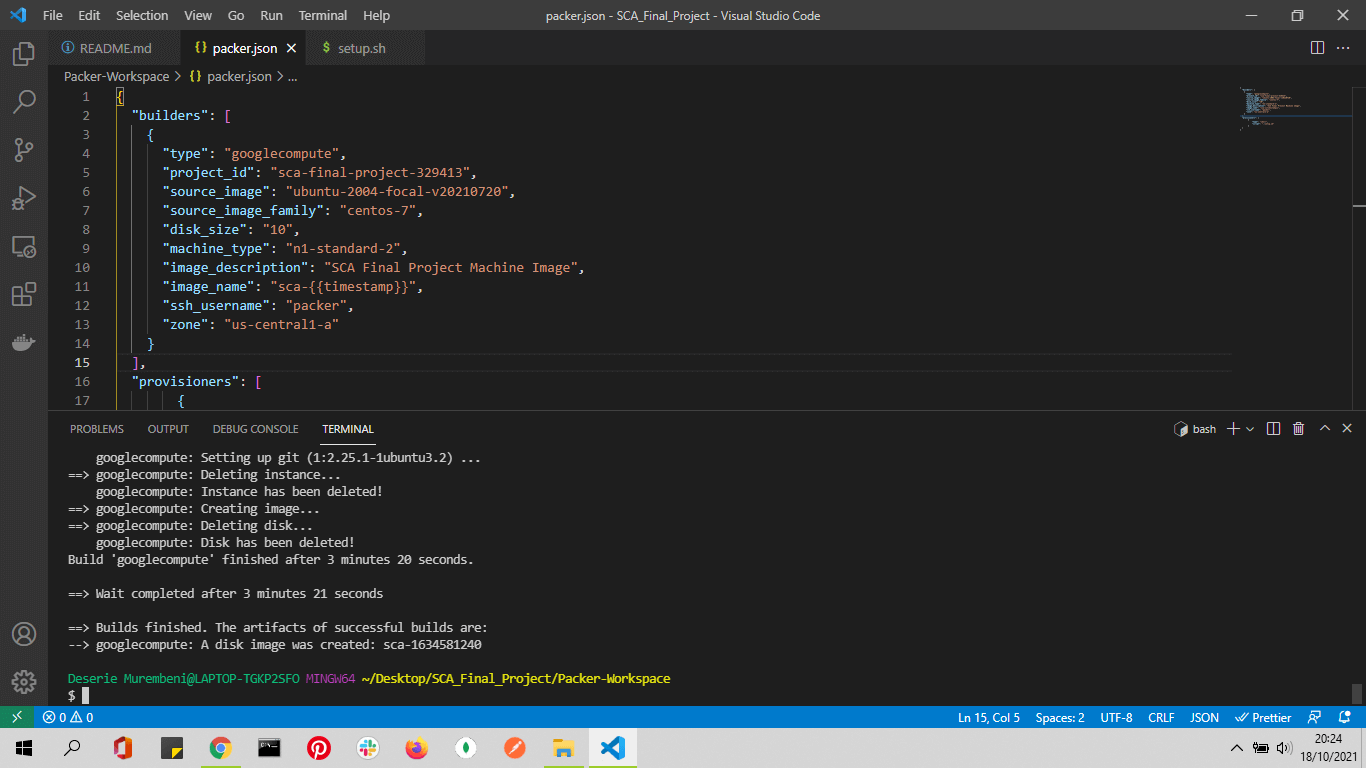 File Edit Selection View Go Run Terminal Help packer.json - SCA_Final_Project - Visual Studio Code
README.md packer.json setup.sh
Packer-Workspace > packer.json > ...
1 {
2 "builders": [
3 {
4 "type": "googlecompute",
5 "project_id": "sca-final-project-329413",
6 "source_image": "ubuntu-2004-focal-v20210720",
7 "source_image_family": "centos-7",
8 "disk_size": "10",
9 "machine_type": "n1-standard-2",
10 "image_description": "SCA Final Project Machine Image",
11 "image_name": "sca-{{timestamp}}",
12 "ssh_username": "packer",
13 "zone": "us-central1-a"
14 }
15 ],
16 "provisioners": [
17 {
PROBLEMS OUTPUT DEBUG CONSOLE TERMINAL bash
googlecompute: Setting up git (1:2.25.1-1ubuntu3.2) ...
==> googlecompute: Deleting instance...
googlecompute: Instance has been deleted!
==> googlecompute: Creating image...
==> googlecompute: Deleting disk...
googlecompute: Disk has been deleted!
Build 'googlecompute' finished after 3 minutes 20 seconds.
==> Wait completed after 3 minutes 21 seconds
==> Builds finished. The artifacts of successful builds are:
--> googlecompute: A disk image was created: sca-1634581240
Deserie Murembeni@LAPTOP-TGKP2SFO MINGW64 ~/Desktop/SCA_Final_Project/Packer-Workspace
$
0 0 Ln 15, Col 5 Spaces: 2 UTF-8 CRLF JSON Prettier
20:24
18/10/2021